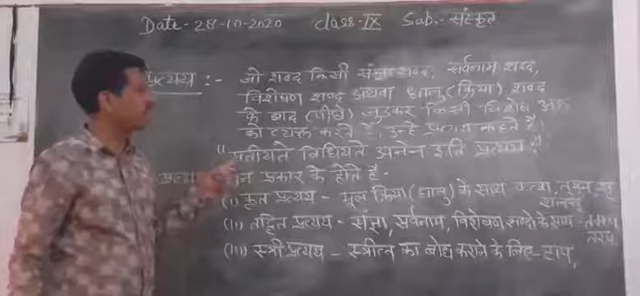 Date - 28-10-2020 Class - IX Sub. - संस्कृत
प्रत्यय :- जो शब्द किसी संज्ञा शब्द, सर्वनाम शब्द,
विशेषण शब्द अथवा धातु (क्रिया) शब्द
के बाद (पीछे) जुडकर किसी विशेष अर्थ
को व्यक्त करते हैं, उन्हें प्रत्यय कहते हैं,
"प्रतीयते विधियते अनेन इति प्रत्यय:"
प्रकार के होते है -
(i) कृत प्रत्यय - मूल क्रिया (धातु) के साथ क्त्वा,
(ii) तद्धित प्रत्यय - संज्ञा, सर्वनाम, विशेषण शब्दो के साथ -
(iii) स्त्री प्रत्यय - स्त्रीत्व का बोध कराने के लिए - टाप,